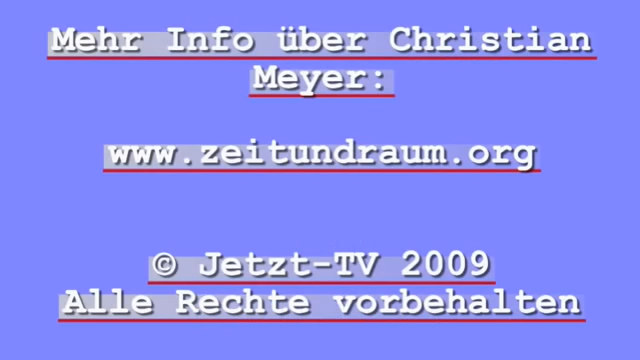 Mehr Info über Christian
Meyer:
www.zeitundraum.org
© Jetzt-TV 2009
Alle Rechte vorbehalten